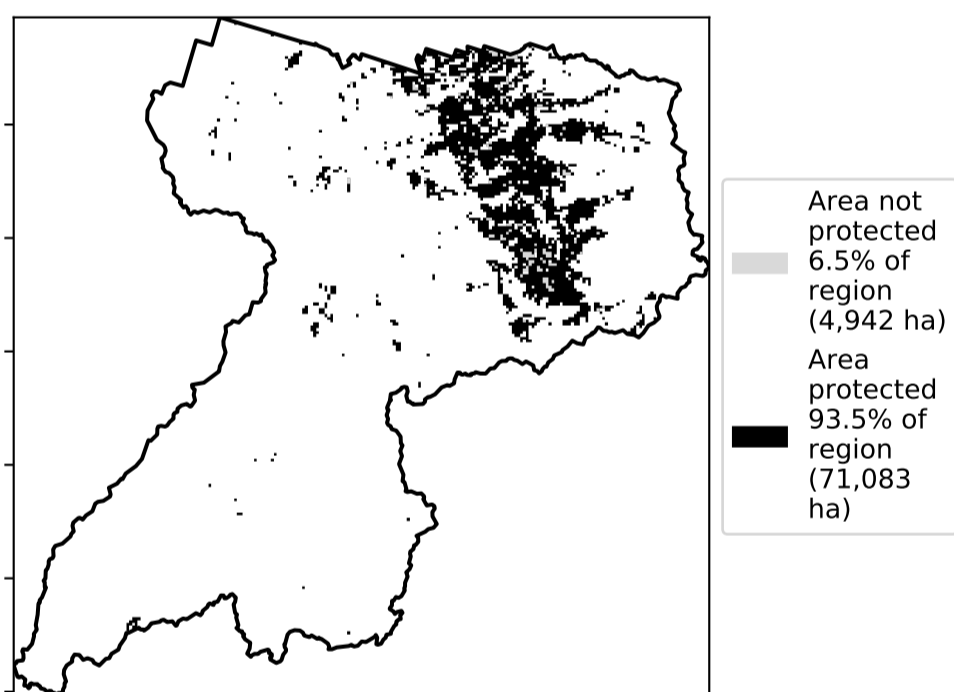 Area not
protected
6.5% of
region
(4,942 ha)
Area
protected
93.5% of
region
(71,083
ha)